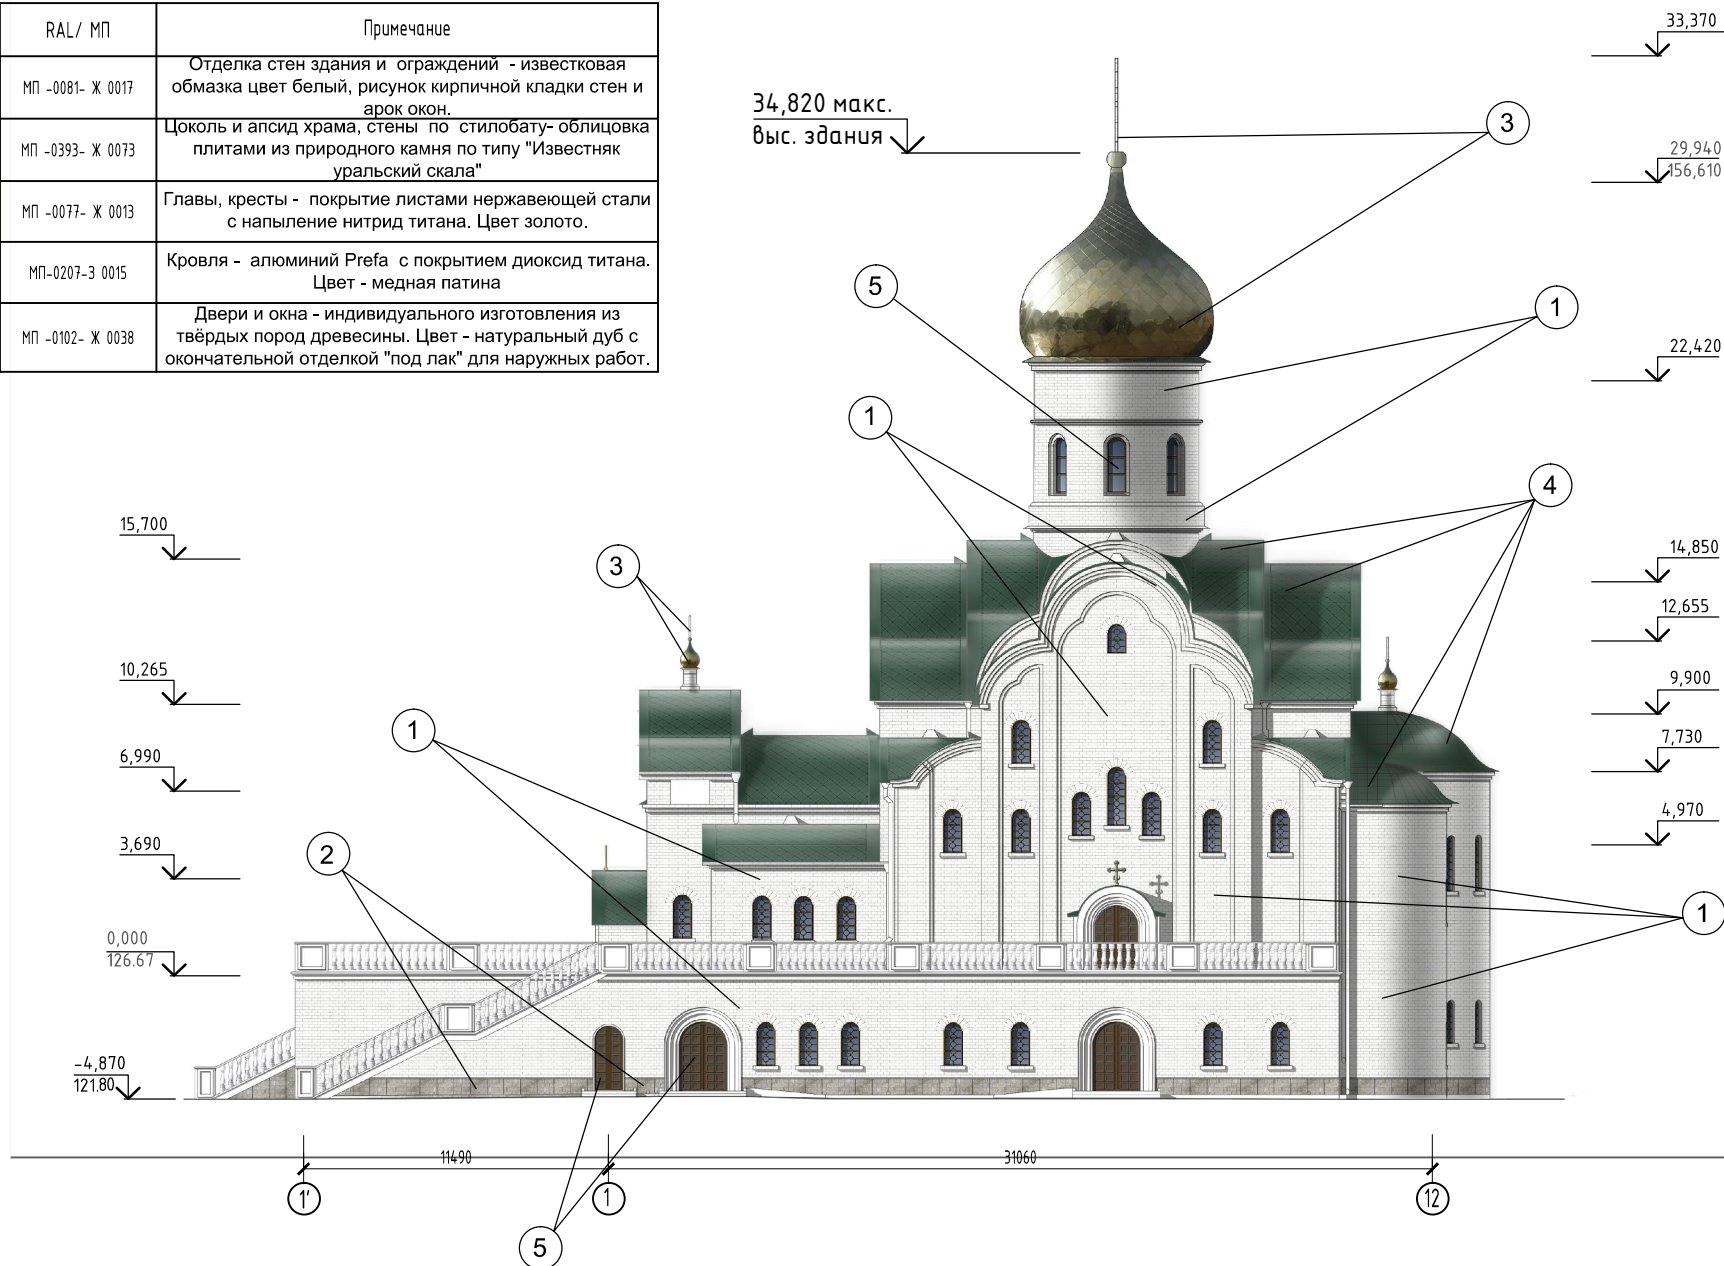 RAL/ МП
Примечание
МП -0081- Ж 0017
Отделка стен здания и ограждений - известковая
обмазка цвет белый, рисунок кирпичной кладки стен и
арок окон.
МП -0393- Ж 0073
Цоколь и апсид храма, стены по стилобату- облицовка
плитами из природного камня по типу "Известняк
уральский скала"
МП -0077- Ж 0013
Главы, кресты - покрытие листами нержавеющей стали
с напыление нитрид титана. Цвет золото.
МП-0207-З 0015
Кровля - алюминий Prefa с покрытием диоксид титана.
Цвет - медная патина
МП -0102- Ж 0038
Двери и окна - индивидуального изготовления из
твёрдых пород древесины. Цвет - натуральный дуб с
окончательной отделкой "под лак" для наружных работ.
34,820 макс.
выс. здания
33,370
3
29,940
156,610
5
1
22,420
1
4
15,700
14,850
3
12,655
10,265
9,900
1
6,990
7,730
4,970
3,690
2
1
0,000
126.67
-4,870
121.80
11490
31060
1'
1
12
5